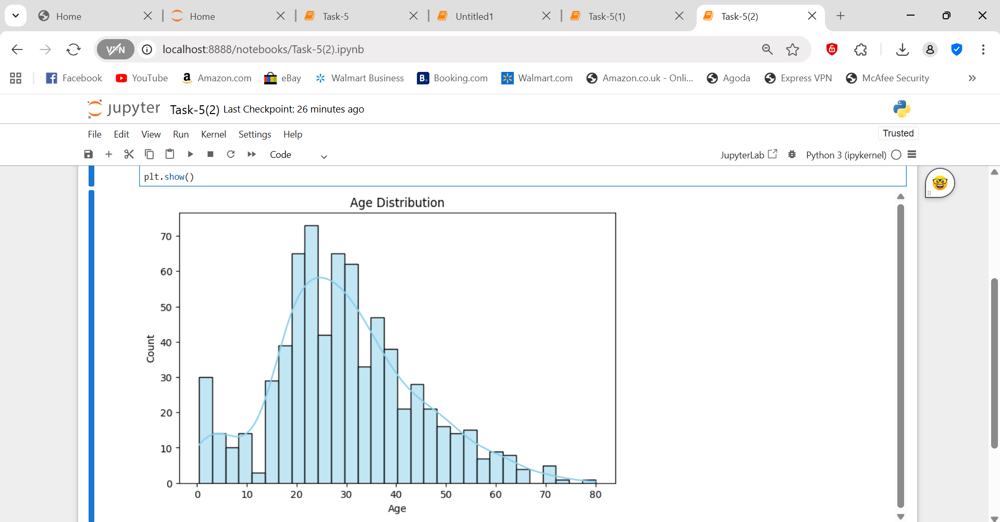 Home Home Task-5 Untitled1 Task-5(1) Task-5(2)
VPN localhost:8888/notebooks/Task-5(2).ipynb
Facebook YouTube Amazon.com eBay Walmart Business Booking.com Walmart.com Amazon.co.uk - Onli... Agoda Express VPN McAfee Security
jupyter Task-5(2) Last Checkpoint: 26 minutes ago
File Edit View Run Kernel Settings Help Trusted
Code JupyterLab Python 3 (ipykernel)
plt.show()
Age Distribution
70
60
50
40
30
20
10
0
Count
0 10 20 30 40 50 60 70 80
Age